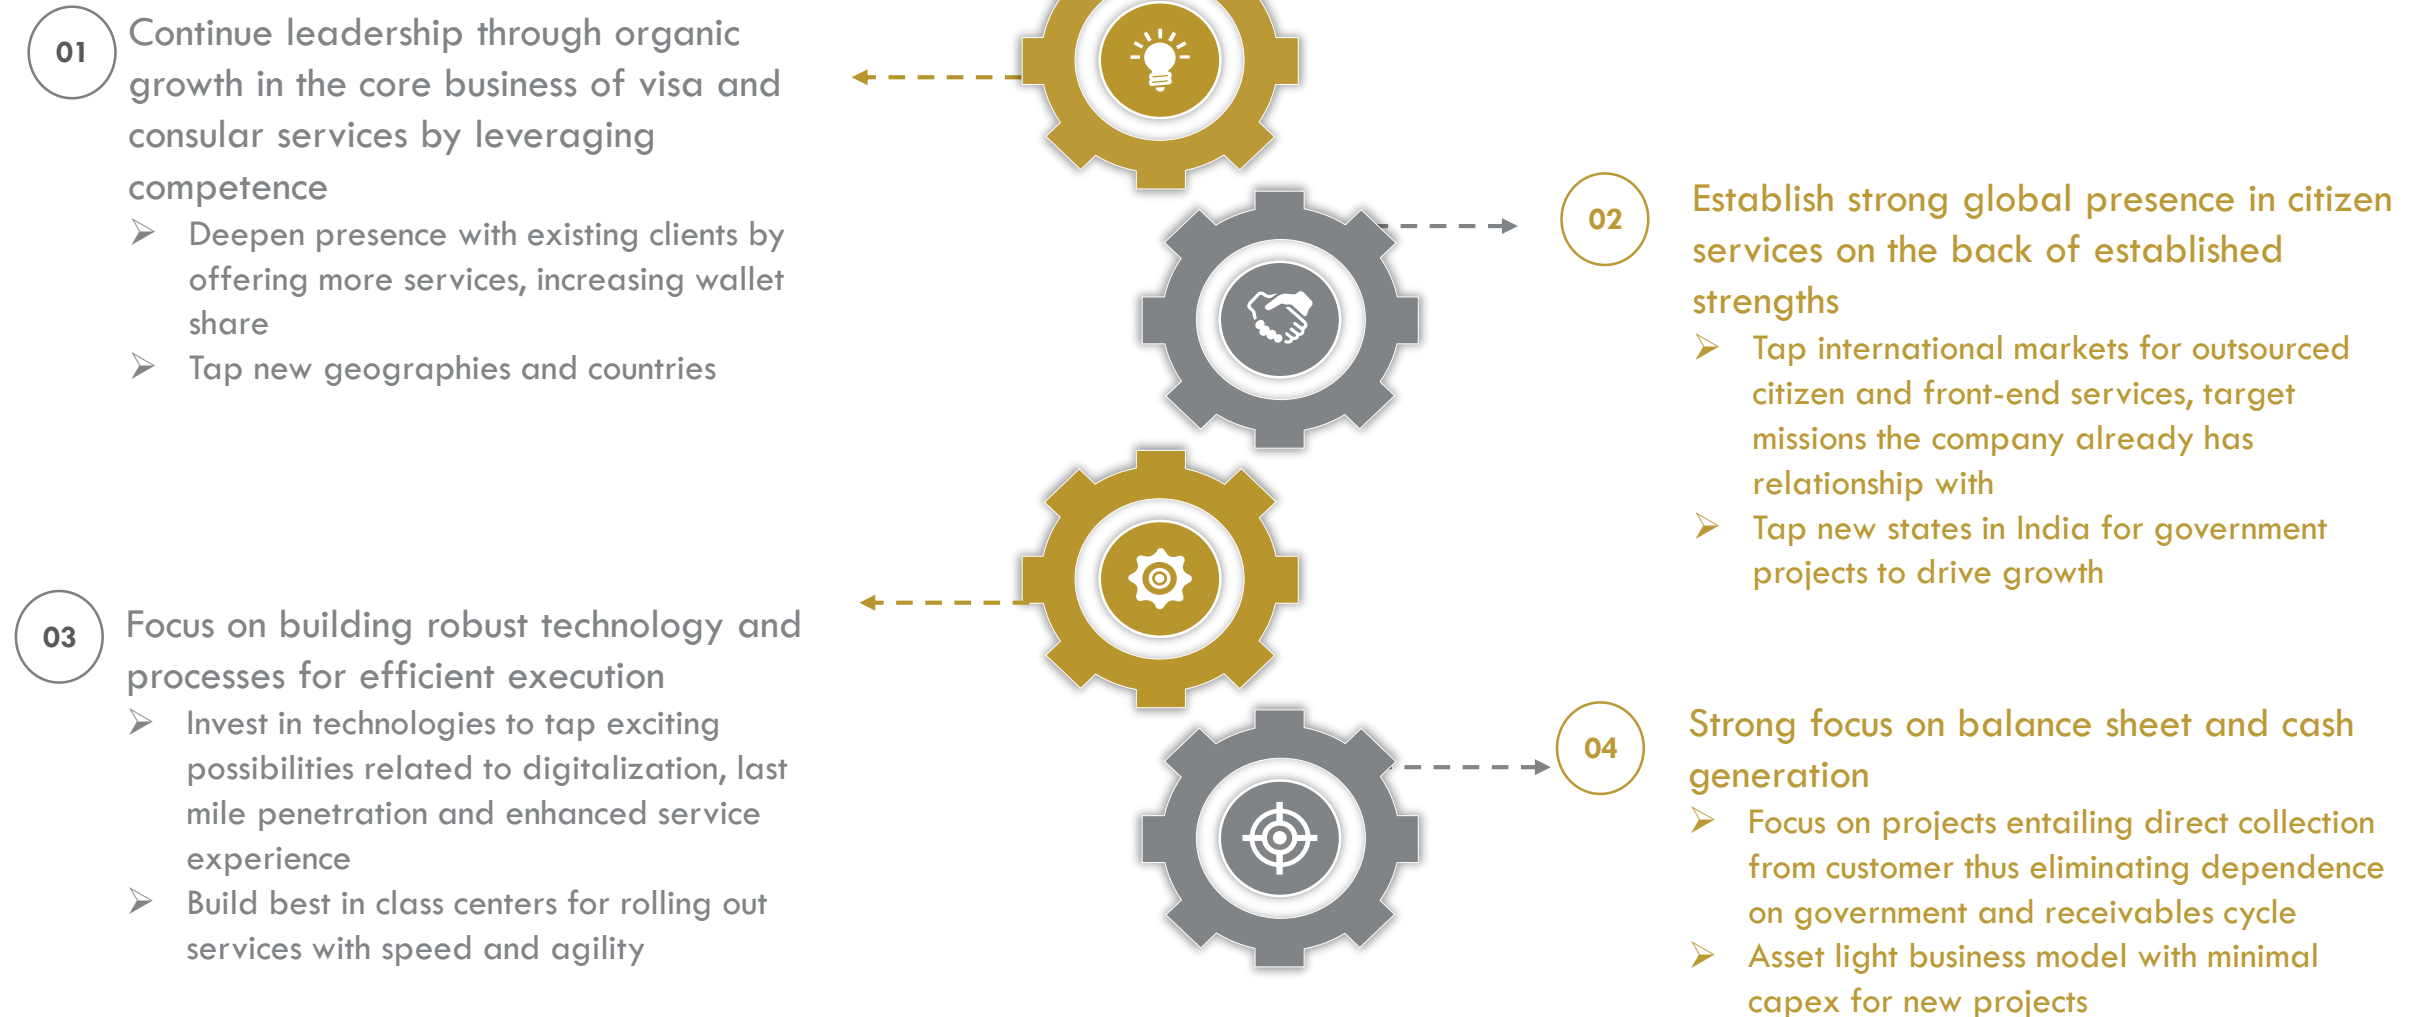 01
Continue leadership through organic
growth in the core business of visa and
consular services by leveraging
competence
Deepen presence with existing clients by
offering more services, increasing wallet
share
Tap new geographies and countries
02
Establish strong global presence in citizen
services on the back of established
strengths
Tap international markets for outsourced
citizen and front-end services, target
missions the company already has
relationship with
Tap new states in India for government
projects to drive growth
03
Focus on building robust technology and
processes for efficient execution
Invest in technologies to tap exciting
possibilities related to digitalization, last
mile penetration and enhanced service
experience
Build best in class centers for rolling out
services with speed and agility
04
Strong focus on balance sheet and cash
generation
Focus on projects entailing direct collection
from customer thus eliminating dependence
on government and receivables cycle
Asset light business model with minimal
capex for new projects